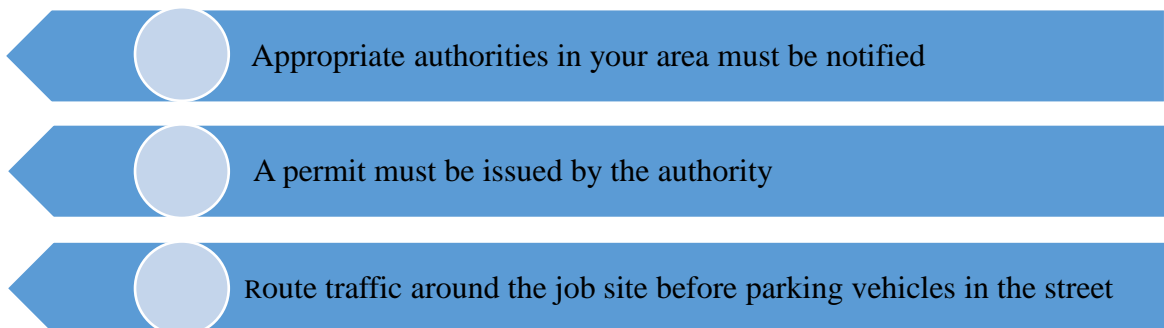 Appropriate authorities in your area must be notified
A permit must be issued by the authority
Route traffic around the job site before parking vehicles in the street